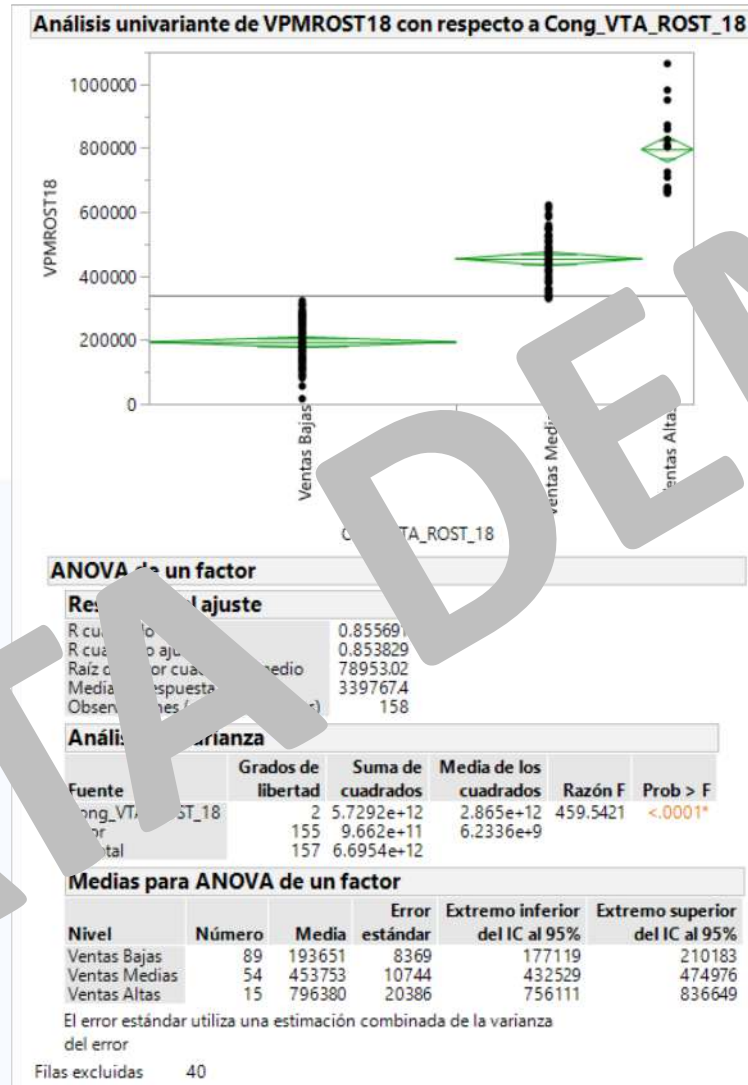 Análisis univariante de VPMROST18 con respecto a Cong_VTA_ROST_18
1000000
800000
600000
400000
200000
0
VPMROST18
Ventas Bajas
Ventas
TA_ROST_18
ANOVA de un factor
ajuste
0.855691
0.853829
78953.02
339767.4
158
Grados de libertad
Suma de cuadrados
Media de los cuadrados
Fuente Razón F Prob > F
2 5.7292e+12 2.865e+12 459.5421 <.0001*
155 9.662e+11 6.2336e+9
157 6.6954e+12
Medias para ANOVA de un factor
Nivel Número Media Error estándar Extremo inferior del IC al 95% Extremo superior del IC al 95%
Ventas Bajas 89 193651 8369 177119 210183
Ventas Medias 54 453753 10744 432529 474976
Ventas Altas 15 796380 20386 756111 836649
El error estándar utiliza una estimación combinada de la varianza
del error
Filas excluidas 40